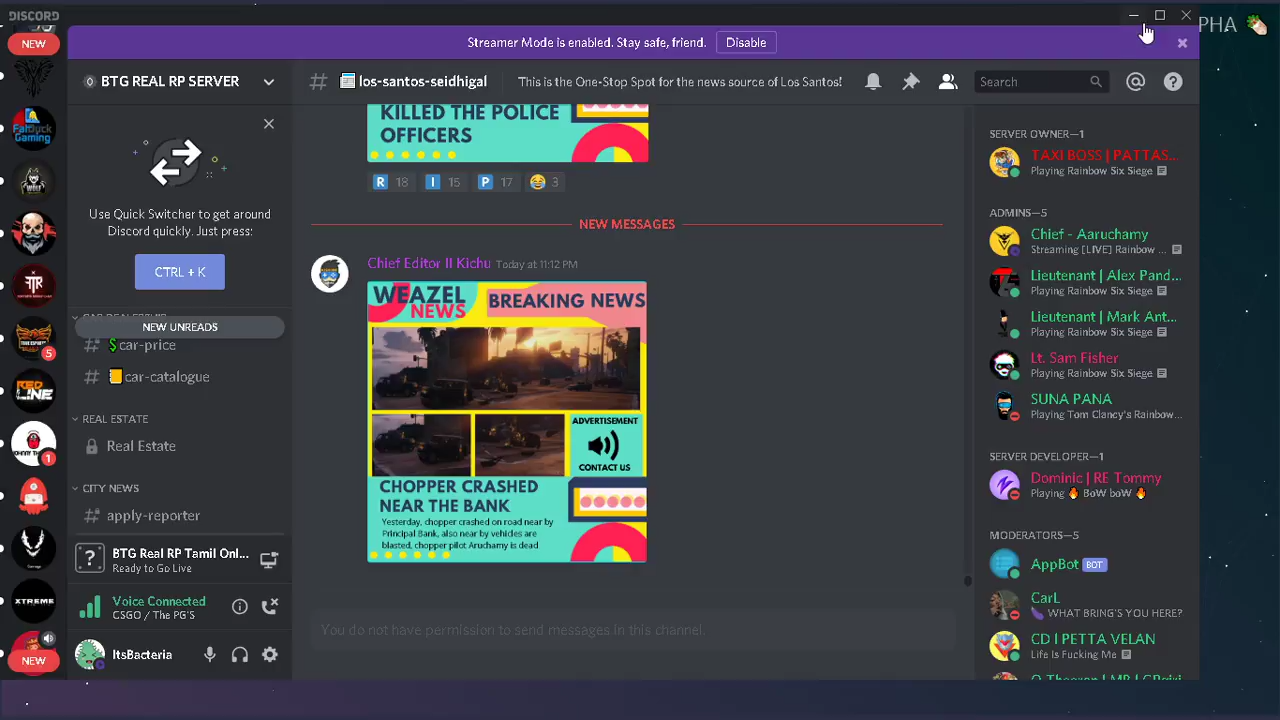 DISCORD
PHA
NEW
Streamer Mode is enabled. Stay safe, friend.
Disable
BTG REAL RP SERVER
los-santos-seidhigal
This is the One-Stop Spot for the news source of Los Santos!
Search
Use Quick Switcher to get around
Discord quickly. Just press:
CTRL + K
NEW UNREADS
# $car-price
# car-catalogue
REAL ESTATE
Real Estate
CITY NEWS
# apply-reporter
BTG Real RP Tamil Onl...
Ready to Go Live
Voice Connected
CSGO / The PG'S
ItsBacteria
5
RED LINE
1
XTREME
NEW
KILLED THE POLICE
OFFICERS
R 18 I 15 P 17 😂 3
NEW MESSAGES
Chief Editor II Kichu Today at 11:12 PM
WEAZEL
NEWS
BREAKING NEWS
ADVERTISEMENT
CONTACT US
CHOPPER CRASHED
NEAR THE BANK
Yesterday, chopper crashed on road near by
Principal Bank, also near by vehicles are
blasted, chopper pilot Aruchamy is dead
You do not have permission to send messages in this channel.
SERVER OWNER—1
TAXI BOSS | PATTAS...
Playing Rainbow Six Siege
ADMINS—5
Chief - Aaruchamy
Streaming [LIVE] Rainbow ...
Lieutenant | Alex Pand...
Playing Rainbow Six Siege
Lieutenant | Mark Ant...
Playing Rainbow Six Siege
Lt. Sam Fisher
Playing Rainbow Six Siege
SUNA PANA
Playing Tom Clancy's Rainbow...
SERVER DEVELOPER—1
Dominic | RE Tommy
Playing 🔥 BoW boW 🔥
MODERATORS—5
AppBot BOT
CarL
🍆 WHAT BRING'S YOU HERE?
CD I PETTA VELAN
Life Is Fucking Me